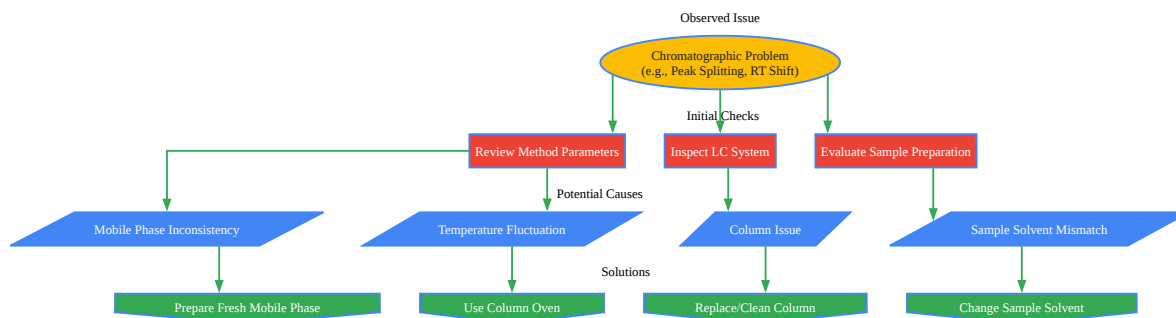 Observed Issue
Chromatographic Problem
(e.g., Peak Splitting, RT Shift)
Initial Checks
Review Method Parameters
Inspect LC System
Evaluate Sample Preparation
Potential Causes
Mobile Phase Inconsistency
Temperature Fluctuation
Column Issue
Sample Solvent Mismatch
Solutions
Prepare Fresh Mobile Phase
Use Column Oven
Replace/Clean Column
Change Sample Solvent